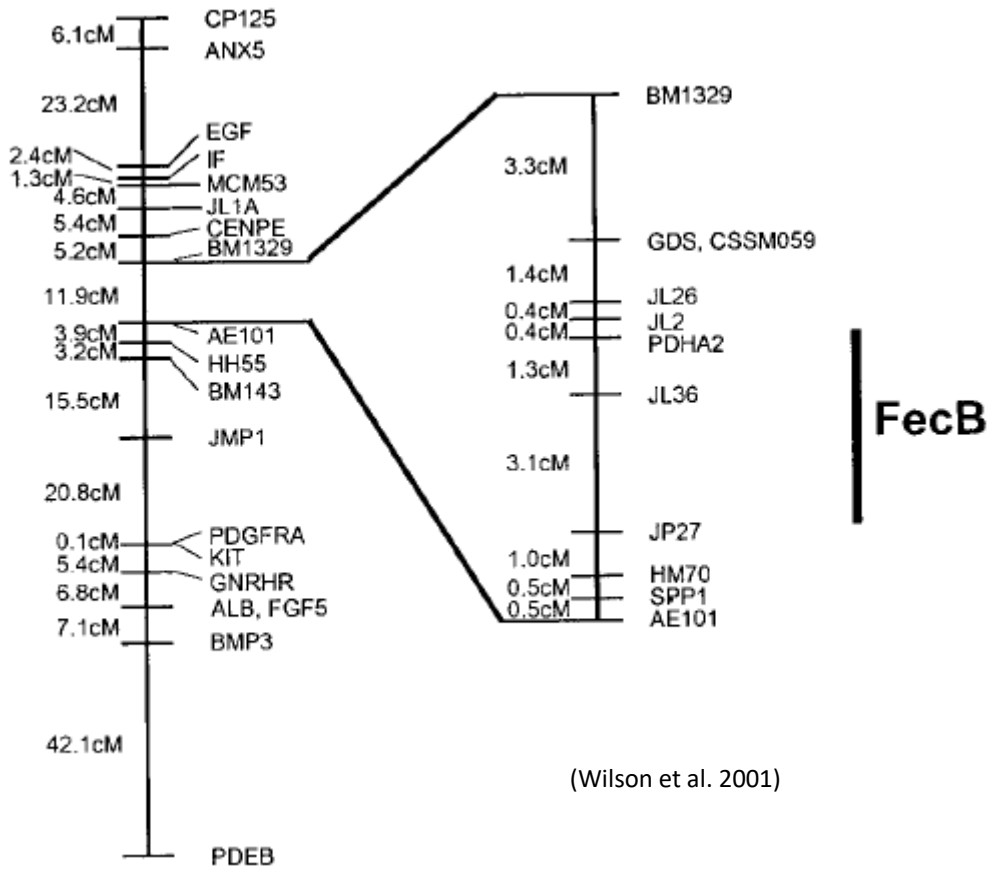 CP125
6.1cM
ANX5
23.2cM
EGF
2.4cM
IF
1.3cM
MCM53
4.6cM
JL1A
5.4cM
CENPE
5.2cM
BM1329
11.9cM
AE101
3.9cM
HH55
3.2cM
BM143
15.5cM
JMP1
20.8cM
PDGFRA
0.1cM
KIT
5.4cM
GNRHR
6.8cM
ALB, FGF5
7.1cM
BMP3
42.1cM
PDEB
BM1329
3.3cM
GDS, CSSM059
1.4cM
JL26
0.4cM
JL2
0.4cM
PDHA2
1.3cM
JL36
3.1cM
JP27
1.0cM
HM70
0.5cM
SPP1
0.5cM
AE101
FecB
(Wilson et al. 2001)